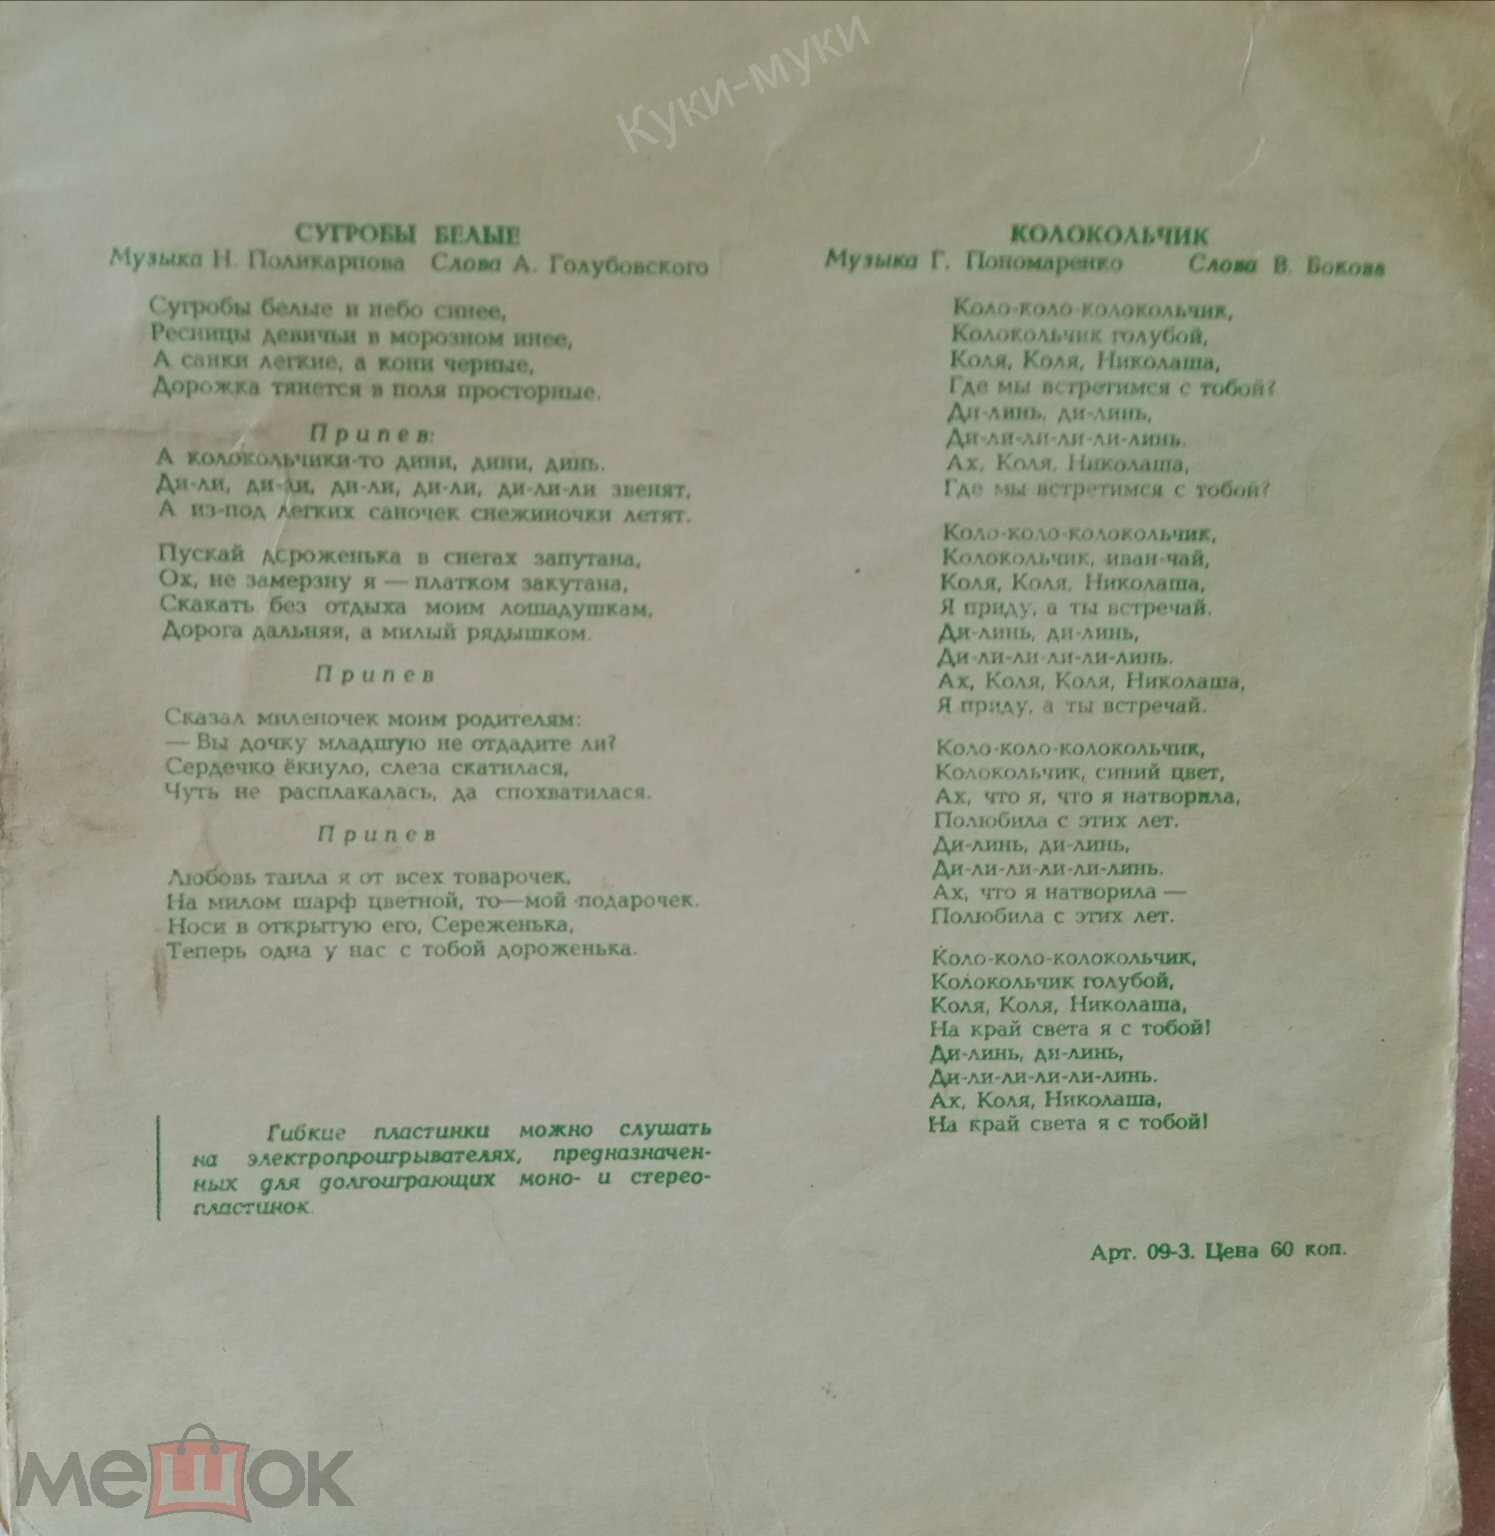 Куки-муки
СУГРОБЫ БЕЛЫЕ
Музыка Н. Поликарпова Слова А. Голубовского
Сугробы белые и небо синее,
Ресницы девичьи в морозном инее,
А санки легкие, а кони черные,
Дорожка тянется в поля просторные.
Припев:
А колокольчики-то дини, дини, динь.
Ди-ли, ди-ли, ди-ли, ди-ли, ди-ли-ли звенят,
А из-под легких саночек снежиночки летят.
Пускай дороженька в снегах запутана,
Ох, не замерзну я — платком закутана,
Скакать без отдыха моим лошадушкам,
Дорога дальняя, а милый рядышком.
Припев
Сказал миленочек моим родителям:
— Вы дочку младшую не отдадите ли?
Сердечко ёкнуло, слеза скатилася,
Чуть не расплакалась, да спохватилася.
Припев
Любовь таила я от всех товарочек,
На милом шарф цветной, то—мой подарочек.
Носи в открытую его, Сереженька,
Теперь одна у нас с тобой дороженька.
Гибкие пластинки можно слушать
на электропроигрывателях, предназначен-
ных для долгоиграющих моно- и стерео-
пластинок.
КОЛОКОЛЬЧИК
Музыка Г. Пономаренко Слова В. Бокова
Коло-коло-колокольчик,
Колокольчик голубой,
Коля, Коля, Николаша,
Где мы встретимся с тобой?
Ди-линь, ди-линь,
Ди-ли-ли-ли-ли-линь.
Ах, Коля, Николаша,
Где мы встретимся с тобой?
Коло-коло-колокольчик,
Колокольчик, иван-чай,
Коля, Коля, Николаша,
Я приду, а ты встречай.
Ди-линь, ди-линь,
Ди-ли-ли-ли-ли-линь.
Ах, Коля, Коля, Николаша,
Я приду, а ты встречай.
Коло-коло-колокольчик,
Колокольчик, синий цвет,
Ах, что я, что я натворила,
Полюбила с этих лет.
Ди-линь, ди-линь,
Ди-ли-ли-ли-ли-линь.
Ах, что я натворила —
Полюбила с этих лет.
Коло-коло-колокольчик,
Колокольчик голубой,
Коля, Коля, Николаша,
На край света я с тобой!
Ди-линь, ди-линь,
Ди-ли-ли-ли-ли-линь.
Ах, Коля, Николаша,
На край света я с тобой!
Арт. 09-3. Цена 60 коп.
мешок